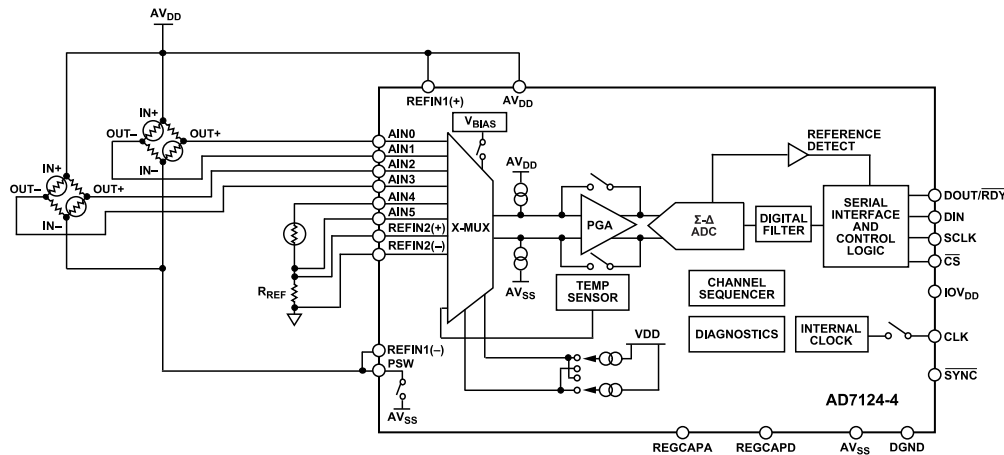 AVDD
REFIN1(+)
AVDD
IN+
OUT–
OUT+
IN–
IN+
OUT–
OUT+
IN–
AIN0
AIN1
AIN2
AIN3
AIN4
AIN5
REFIN2(+)
REFIN2(–)
RREF
REFIN1(–)
PSW
AVSS
VBIAS
X-MUX
AVDD
AVSS
PGA
TEMP
SENSOR
VDD
Σ-Δ
ADC
REFERENCE
DETECT
DIGITAL
FILTER
SERIAL
INTERFACE
AND
CONTROL
LOGIC
CHANNEL
SEQUENCER
DIAGNOSTICS
INTERNAL
CLOCK
DOUT/RDY
DIN
SCLK
CS
IOVDD
CLK
SYNC
AD7124-4
REGCAPA
REGCAPD
AVSS
DGND